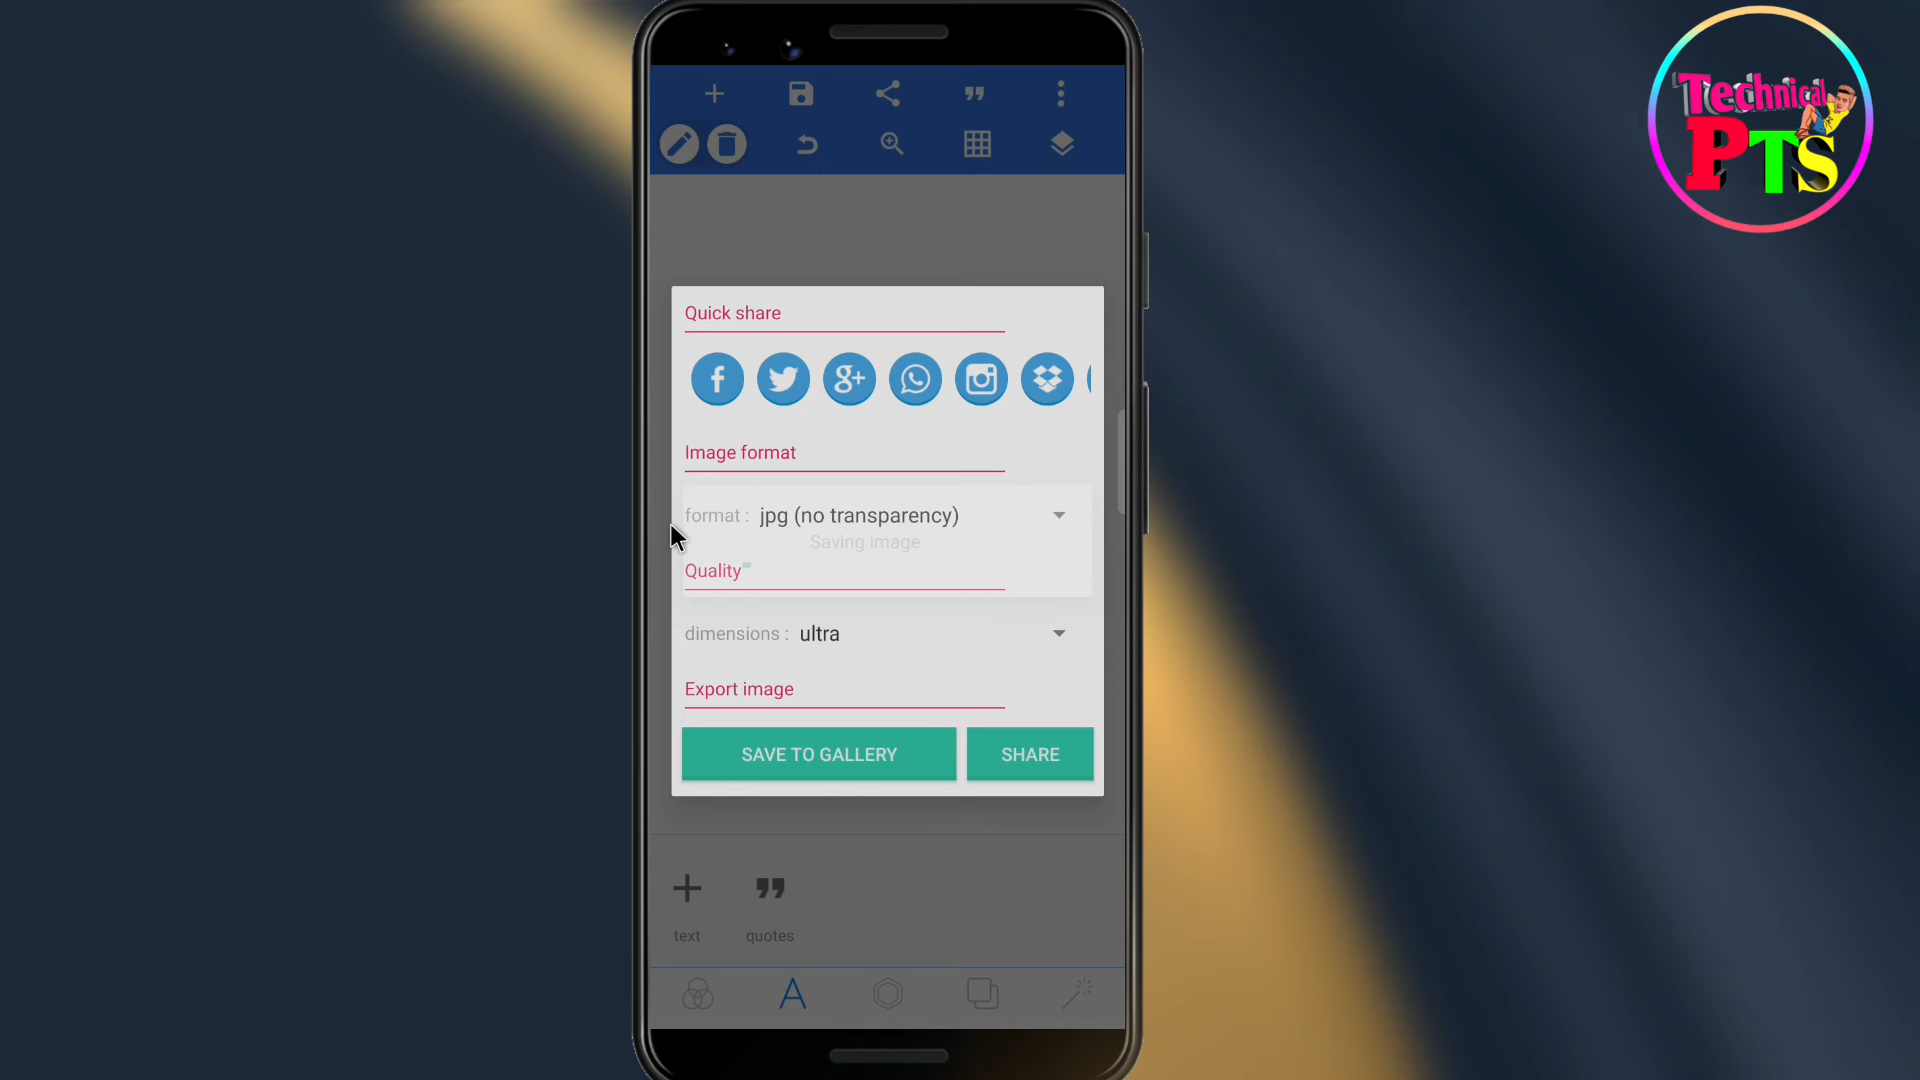 Technical
PTS
Quick share
Image format
format : jpg (no transparency)
Saving image
Quality
dimensions : ultra
Export image
SAVE TO GALLERY SHARE
text quotes